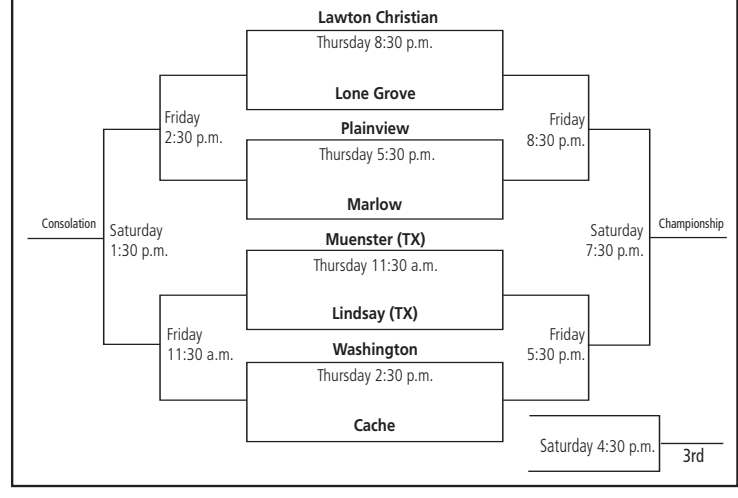 Lawton Christian
Thursday 8:30 p.m.
Lone Grove
Friday
2:30 p.m.
Friday
8:30 p.m.
Plainview
Thursday 5:30 p.m.
Marlow
Consolation
Saturday
1:30 p.m.
Saturday
7:30 p.m.
Championship
Muenster (TX)
Thursday 11:30 a.m.
Lindsay (TX)
Friday
11:30 a.m.
Friday
5:30 p.m.
Washington
Thursday 2:30 p.m.
Cache
Saturday 4:30 p.m.
3rd